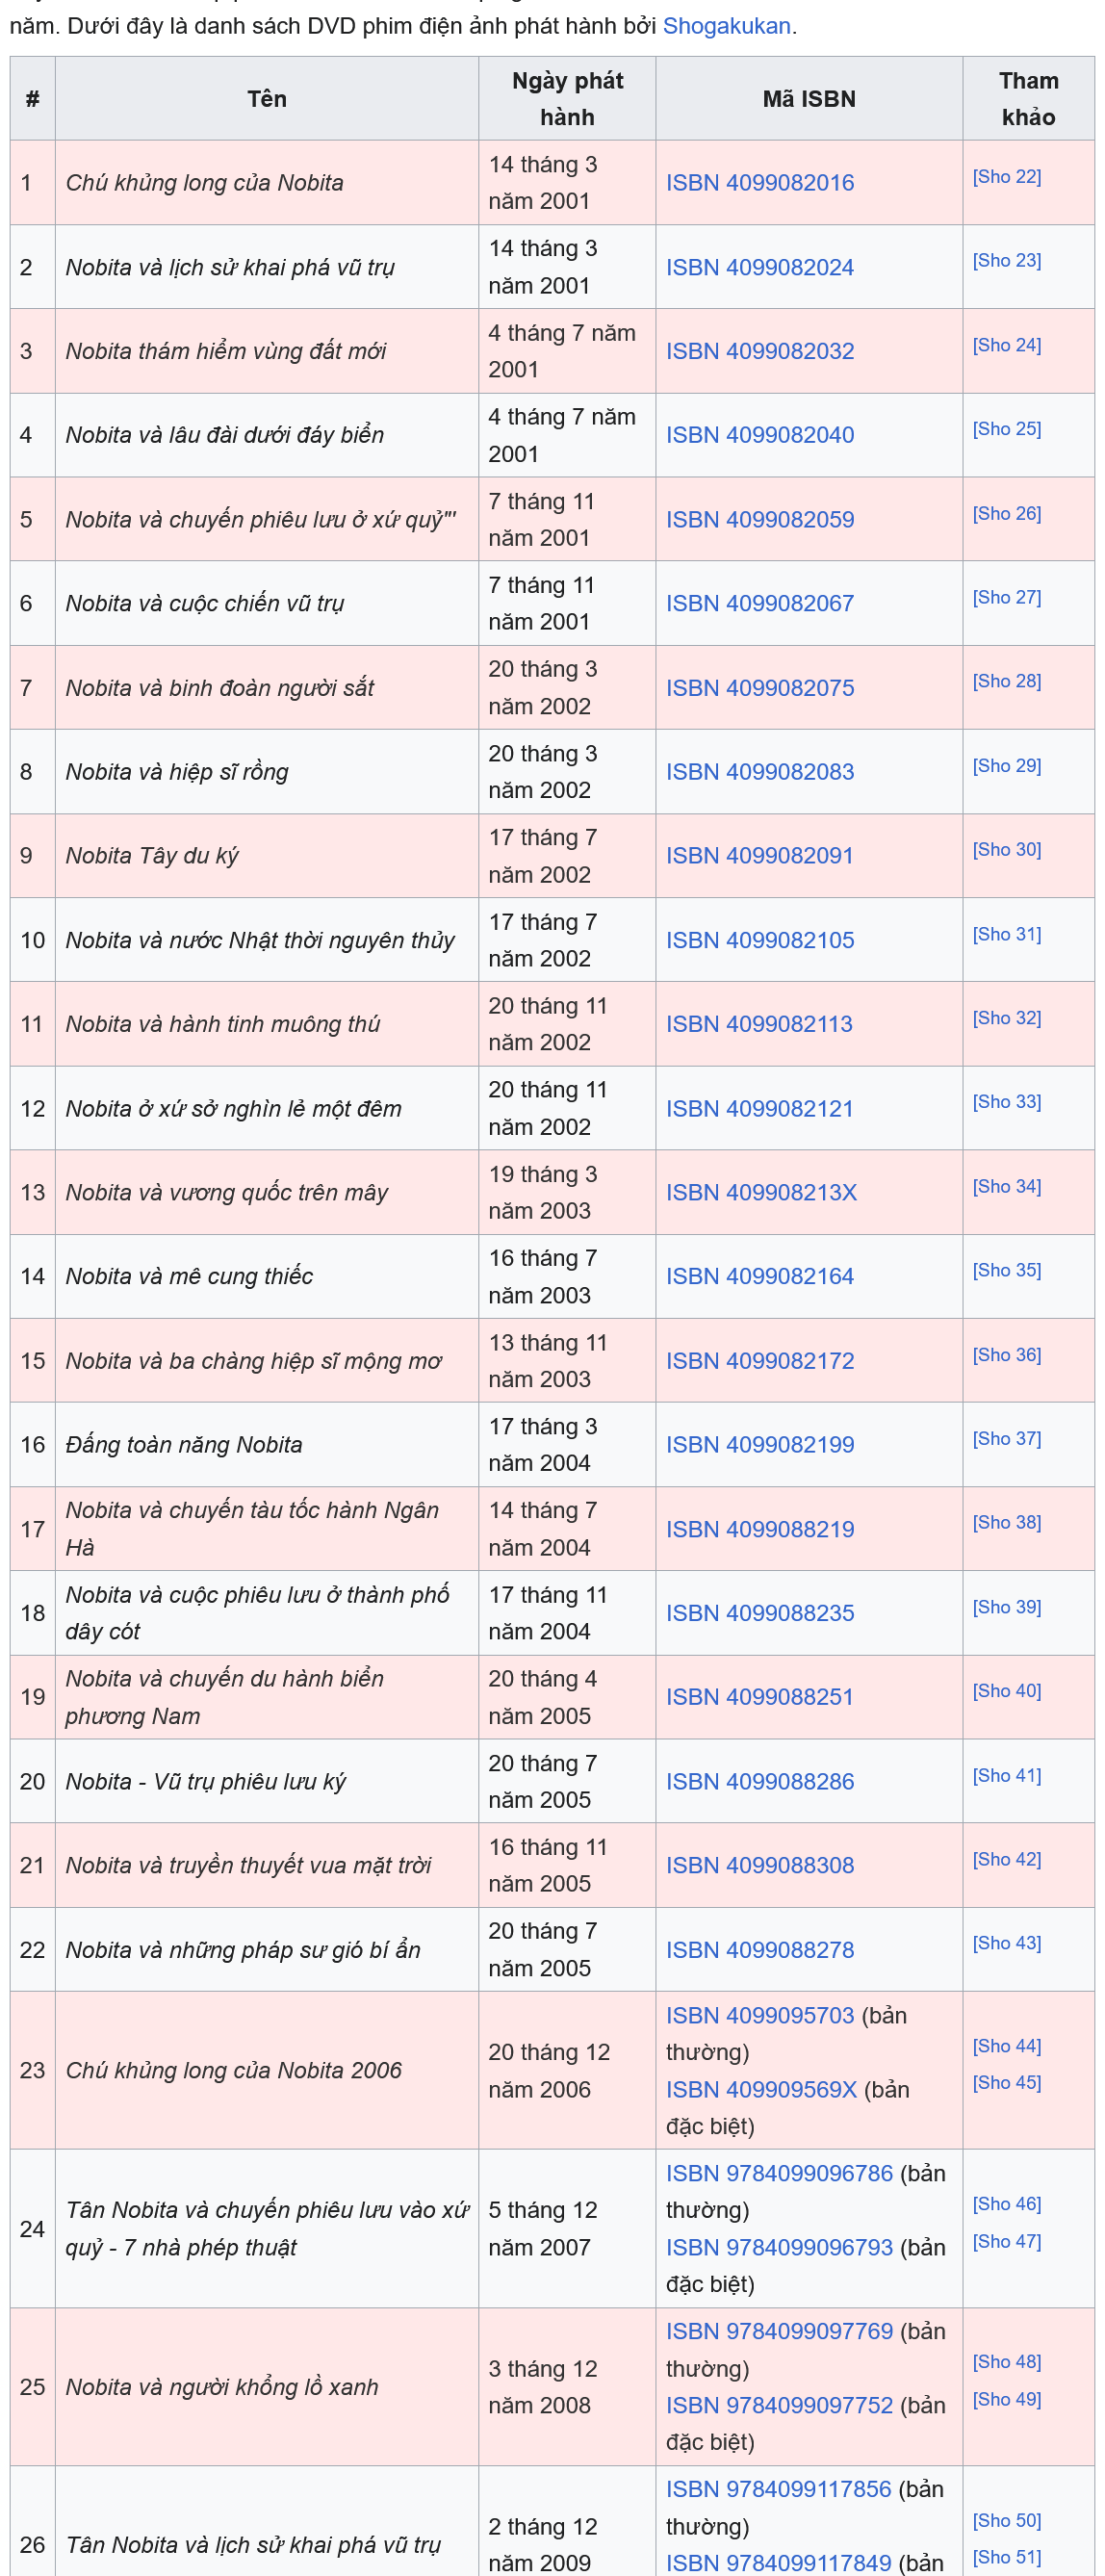 năm. Dưới đây là danh sách DVD phim điện ảnh phát hành bởi Shogakukan.
# Tên Ngày phát hành Mã ISBN Tham khảo
1 Chú khủng long của Nobita 14 tháng 3 năm 2001 ISBN 4099082016 [Sho 22]
2 Nobita và lịch sử khai phá vũ trụ 14 tháng 3 năm 2001 ISBN 4099082024 [Sho 23]
3 Nobita thám hiểm vùng đất mới 4 tháng 7 năm 2001 ISBN 4099082032 [Sho 24]
4 Nobita và lâu đài dưới đáy biển 4 tháng 7 năm 2001 ISBN 4099082040 [Sho 25]
5 Nobita và chuyến phiêu lưu ở xứ quỷ"' 7 tháng 11 năm 2001 ISBN 4099082059 [Sho 26]
6 Nobita và cuộc chiến vũ trụ 7 tháng 11 năm 2001 ISBN 4099082067 [Sho 27]
7 Nobita và binh đoàn người sắt 20 tháng 3 năm 2002 ISBN 4099082075 [Sho 28]
8 Nobita và hiệp sĩ rồng 20 tháng 3 năm 2002 ISBN 4099082083 [Sho 29]
9 Nobita Tây du ký 17 tháng 7 năm 2002 ISBN 4099082091 [Sho 30]
10 Nobita và nước Nhật thời nguyên thủy 17 tháng 7 năm 2002 ISBN 4099082105 [Sho 31]
11 Nobita và hành tinh muông thú 20 tháng 11 năm 2002 ISBN 4099082113 [Sho 32]
12 Nobita ở xứ sở nghìn lẻ một đêm 20 tháng 11 năm 2002 ISBN 4099082121 [Sho 33]
13 Nobita và vương quốc trên mây 19 tháng 3 năm 2003 ISBN 409908213X [Sho 34]
14 Nobita và mê cung thiếc 16 tháng 7 năm 2003 ISBN 4099082164 [Sho 35]
15 Nobita và ba chàng hiệp sĩ mộng mơ 13 tháng 11 năm 2003 ISBN 4099082172 [Sho 36]
16 Đấng toàn năng Nobita 17 tháng 3 năm 2004 ISBN 4099082199 [Sho 37]
17 Nobita và chuyến tàu tốc hành Ngân Hà 14 tháng 7 năm 2004 ISBN 4099088219 [Sho 38]
18 Nobita và cuộc phiêu lưu ở thành phố dây cót 17 tháng 11 năm 2004 ISBN 4099088235 [Sho 39]
19 Nobita và chuyến du hành biển phương Nam 20 tháng 4 năm 2005 ISBN 4099088251 [Sho 40]
20 Nobita - Vũ trụ phiêu lưu ký 20 tháng 7 năm 2005 ISBN 4099088286 [Sho 41]
21 Nobita và truyền thuyết vua mặt trời 16 tháng 11 năm 2005 ISBN 4099088308 [Sho 42]
22 Nobita và những pháp sư gió bí ẩn 20 tháng 7 năm 2005 ISBN 4099088278 [Sho 43]
23 Chú khủng long của Nobita 2006 20 tháng 12 năm 2006 ISBN 4099095703 (bản thường) ISBN 409909569X (bản đặc biệt) [Sho 44] [Sho 45]
24 Tân Nobita và chuyến phiêu lưu vào xứ quỷ - 7 nhà phép thuật 5 tháng 12 năm 2007 ISBN 9784099096786 (bản thường) ISBN 9784099096793 (bản đặc biệt) [Sho 46] [Sho 47]
25 Nobita và người khổng lồ xanh 3 tháng 12 năm 2008 ISBN 9784099097769 (bản thường) ISBN 9784099097752 (bản đặc biệt) [Sho 48] [Sho 49]
26 Tân Nobita và lịch sử khai phá vũ trụ 2 tháng 12 năm 2009 ISBN 9784099117856 (bản thường) ISBN 9784099117849 (bản [Sho 50] [Sho 51]